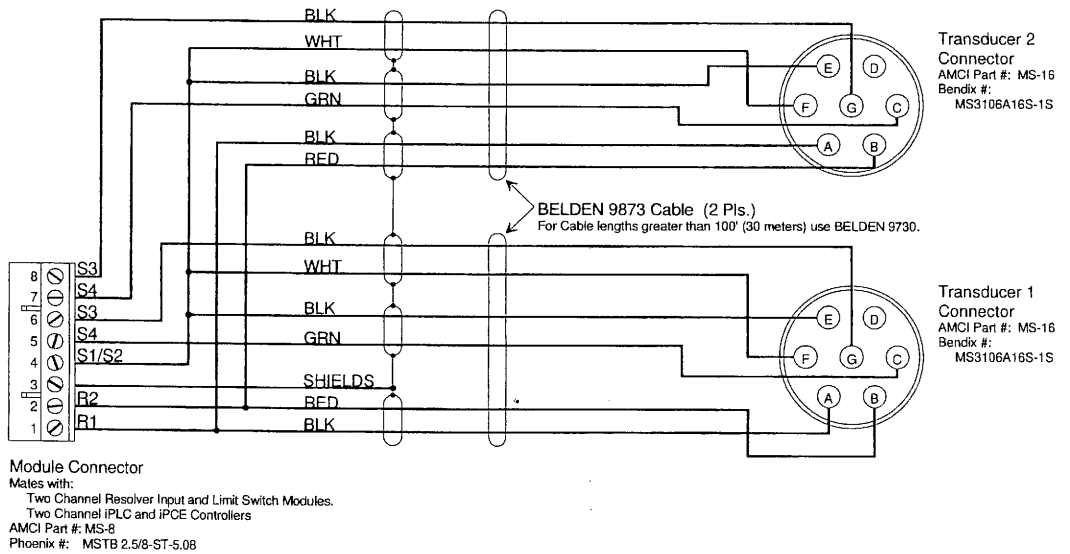 BLK
WHT
BLK
GRN
BLK
RED
Transducer 2
Connector
AMCI Part #: MS-16
Bendix #:
MS3106A16S-1S
E
D
F
G
C
A
B
BELDEN 9873 Cable (2 Pls.)
For Cable lengths greater than 100' (30 meters) use BELDEN 9730.
BLK
WHT
BLK
GRN
SHIELDS
RED
BLK
8
S3
7
S4
6
S3
5
S4
4
S1/S2
3
2
R2
1
R1
Transducer 1
Connector
AMCI Part #: MS-16
Bendix #:
MS3106A16S-1S
E
D
F
G
C
A
B
Module Connector
Mates with:
Two Channel Resolver Input and Limit Switch Modules.
Two Channel iPLC and iPCE Controllers
AMCI Part #: MS-8
Phoenix #: MSTB 2.5/8-ST-5.08